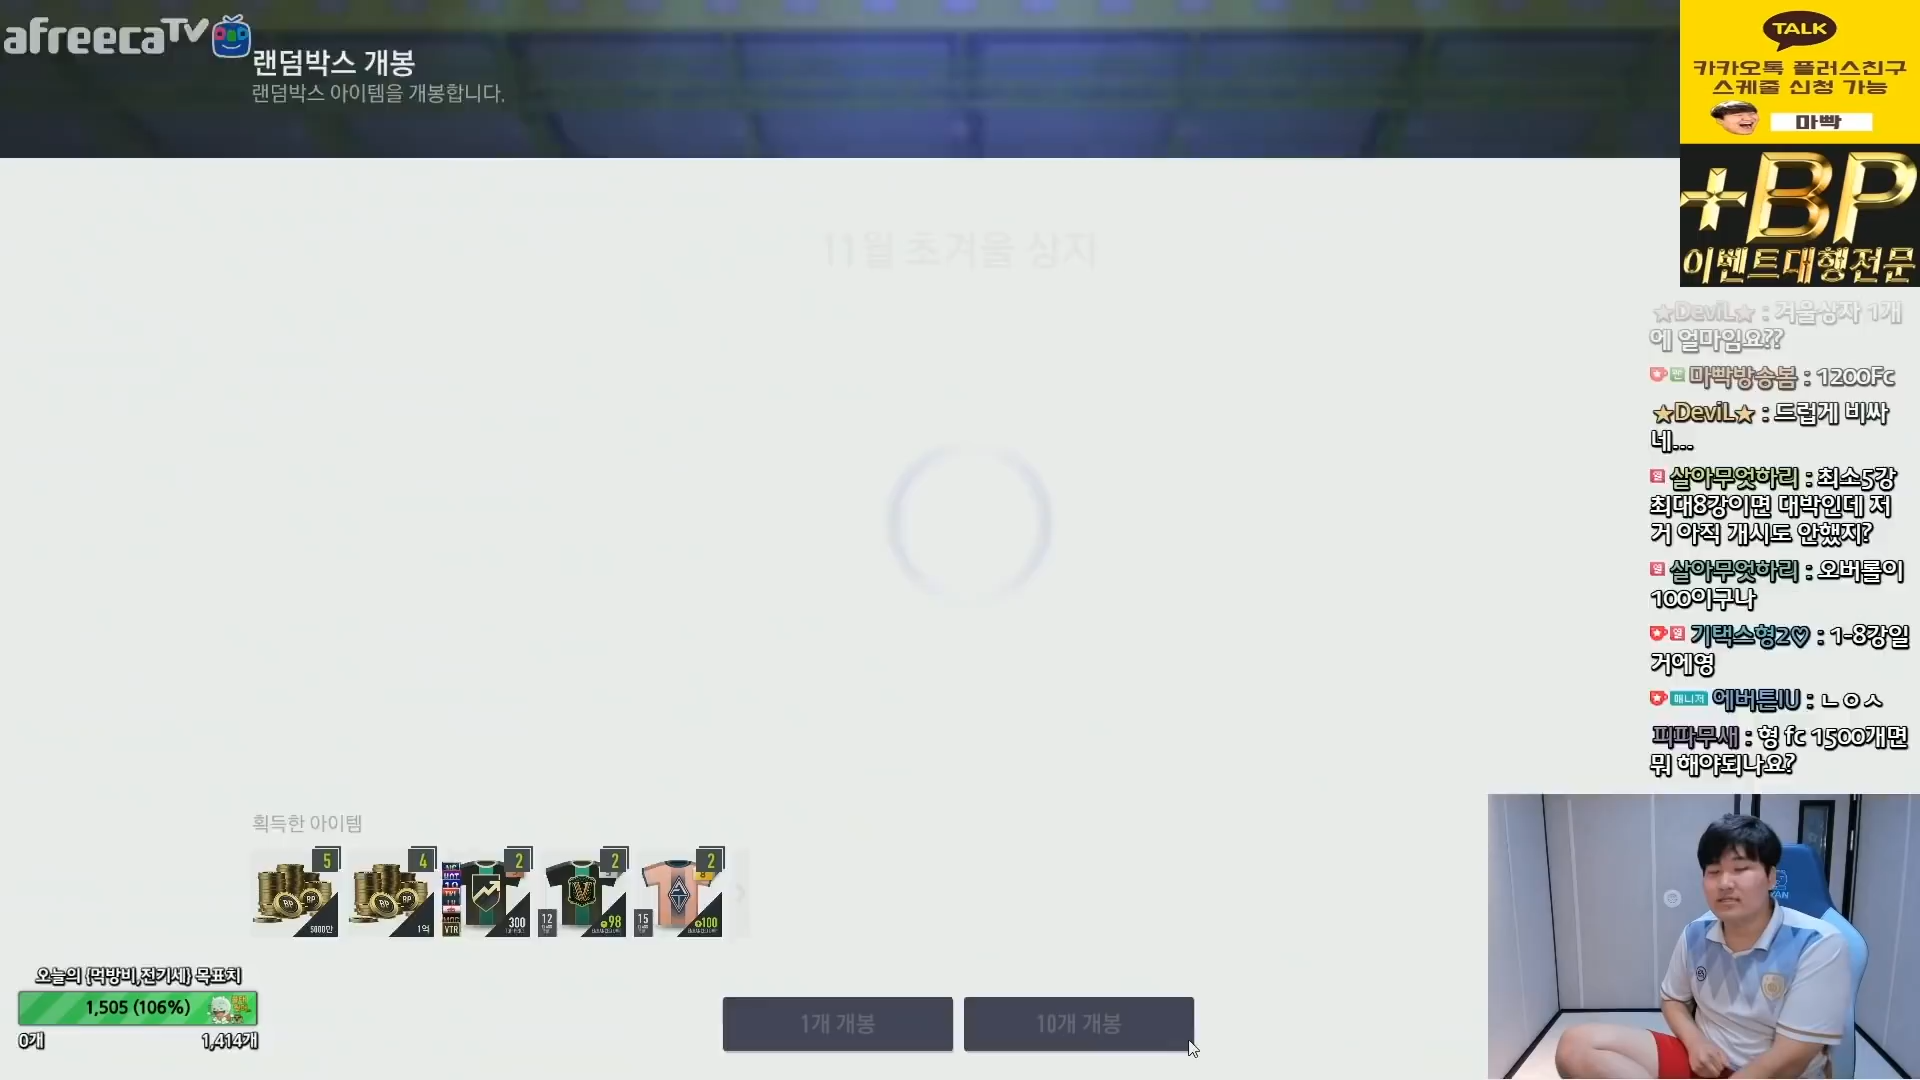 afreecaTV
랜덤박스 개봉
랜덤박스 아이템을 개봉합니다.
TALK
카카오톡 플러스친구
스케줄 신청 가능
마빡
+BP
이벤트대행전문
11월 초겨울 상자
★DeviL★ : 겨울상자 1개
에 얼마임요??
마빡방송봄 : 1200Fc
★DeviL★ : 드럽게 비싸
네...
열 살아무엇하리 : 최소5강
최대8강이면 대박인데 저
거 아직 개시도 안했지?
열 살아무엇하리 : 오버롤이
100이구나
열 기택스형2♡ : 1-8강일
거에영
매니저 에버튼IU : ㄴㅇㅅ
피파무새 : 형 fc 1500개면
뭐 해야되나요?
획득한 아이템
5 4 2 2 2
BP BP 5000만
BP BP 1억
VTR 300
12 98
15 100
오늘의 {먹방비,전기세} 목표치
1,505 (106%)
0개 1,414개
1개 개봉
10개 개봉